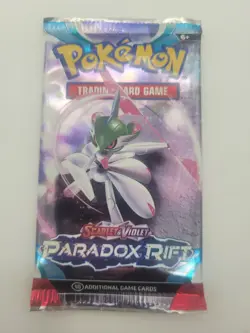 POKÉMON
TRADING CARD GAME
6+
SCARLET & VIOLET
PARADOX RIFT
10 ADDITIONAL GAME CARDS